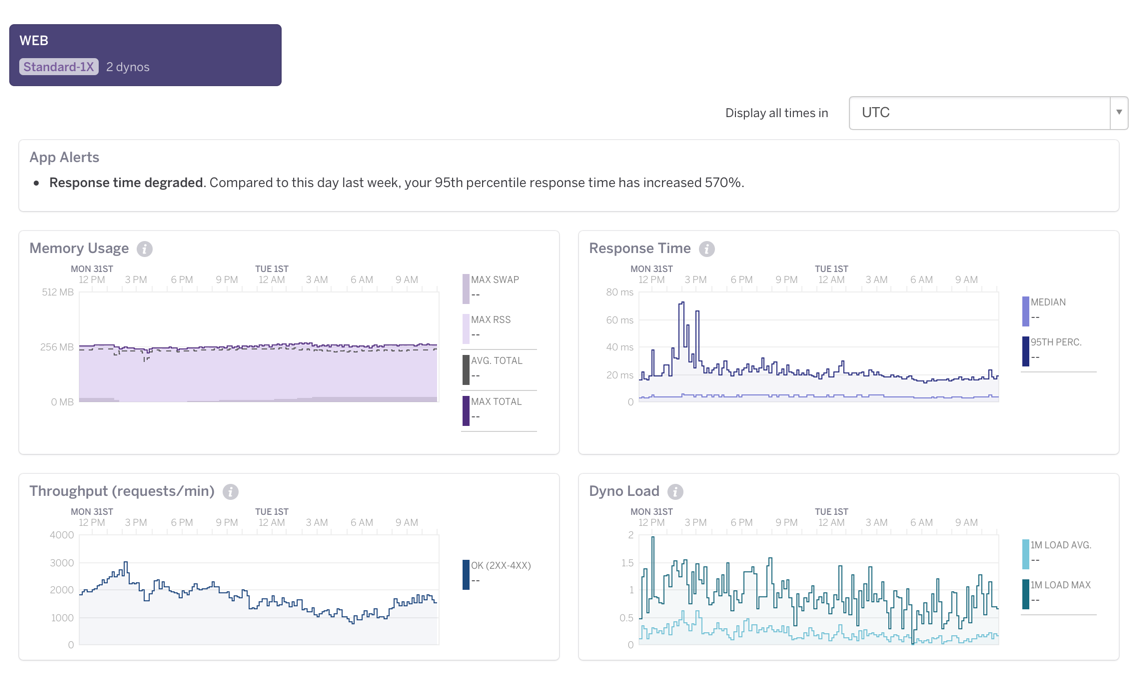 WEB
Standard-1X 2 dynos
Display all times in UTC
App Alerts
Response time degraded. Compared to this day last week, your 95th percentile response time has increased 570%.
Memory Usage
MON 31ST TUE 1ST
12 PM 3 PM 6 PM 9 PM 12 AM 3 AM 6 AM 9 AM
512 MB
256 MB
0 MB
MAX SWAP
--
MAX RSS
--
AVG. TOTAL
--
MAX TOTAL
--
Response Time
MON 31ST TUE 1ST
12 PM 3 PM 6 PM 9 PM 12 AM 3 AM 6 AM 9 AM
80 ms
60 ms
40 ms
20 ms
0
MEDIAN
--
95TH PERC.
--
Throughput (requests/min)
MON 31ST TUE 1ST
12 PM 3 PM 6 PM 9 PM 12 AM 3 AM 6 AM 9 AM
4000
3000
2000
1000
0
OK (2XX-4XX)
--
Dyno Load
MON 31ST TUE 1ST
12 PM 3 PM 6 PM 9 PM 12 AM 3 AM 6 AM 9 AM
2
1.5
1
0.5
0
1M LOAD AVG.
--
1M LOAD MAX
--